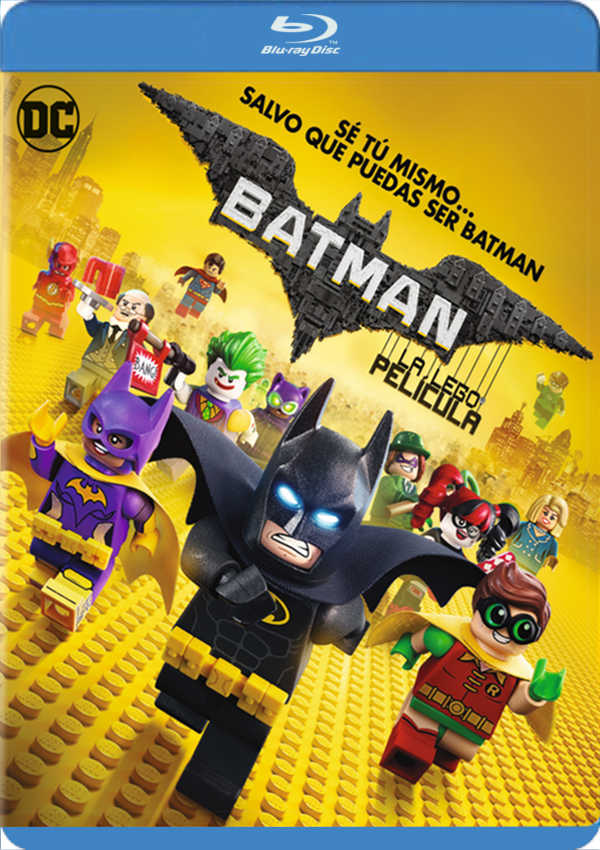 Blu-ray Disc
DC
SÉ TÚ MISMO...
SALVO QUE PUEDAS SER BATMAN
BATMAN
LA LEGO
PELÍCULA
BANG!
R